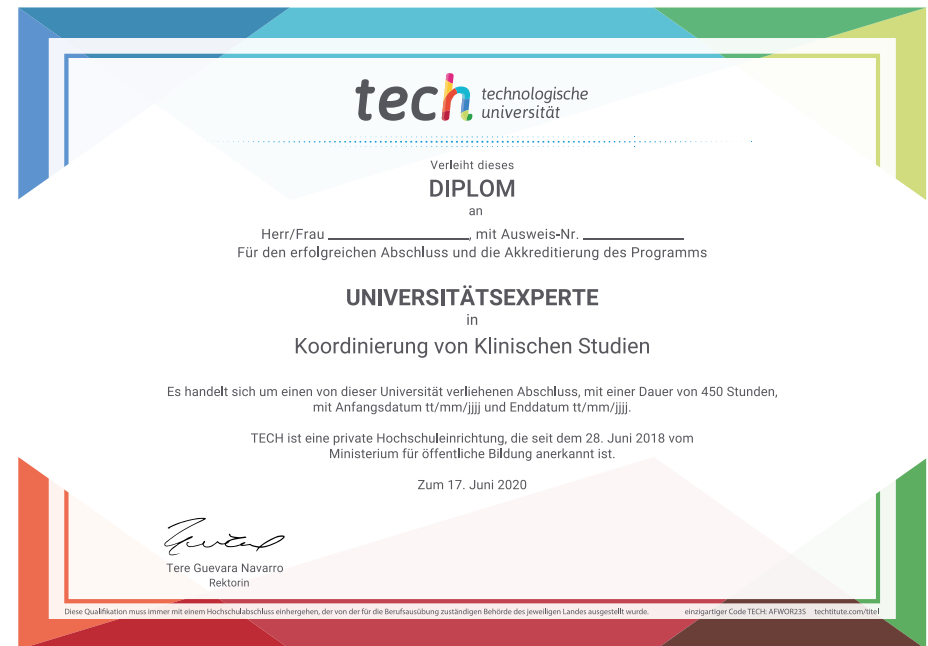 tech technologische
universität
Verleiht dieses
DIPLOM
an
Herr/Frau ____________, mit Ausweis-Nr. ____________
Für den erfolgreichen Abschluss und die Akkreditierung des Programms
UNIVERSITÄTSEXPERTE
in
Koordinierung von Klinischen Studien
Es handelt sich um einen von dieser Universität verliehenen Abschluss, mit einer Dauer von 450 Stunden,
mit Anfangsdatum tt/mm/jjjj und Enddatum tt/mm/jjjj.
TECH ist eine private Hochschuleinrichtung, die seit dem 28. Juni 2018 vom
Ministerium für öffentliche Bildung anerkannt ist.
Zum 17. Juni 2020
Tere Guevara Navarro
Rektorin
Diese Qualifikation muss immer mit einem Hochschulabschluss einhergehen, der von der für die Berufsausübung zuständigen Behörde des jeweiligen Landes ausgestellt wurde. einzigartiger Code TECH: AFWOR23S techtitute.com/titel